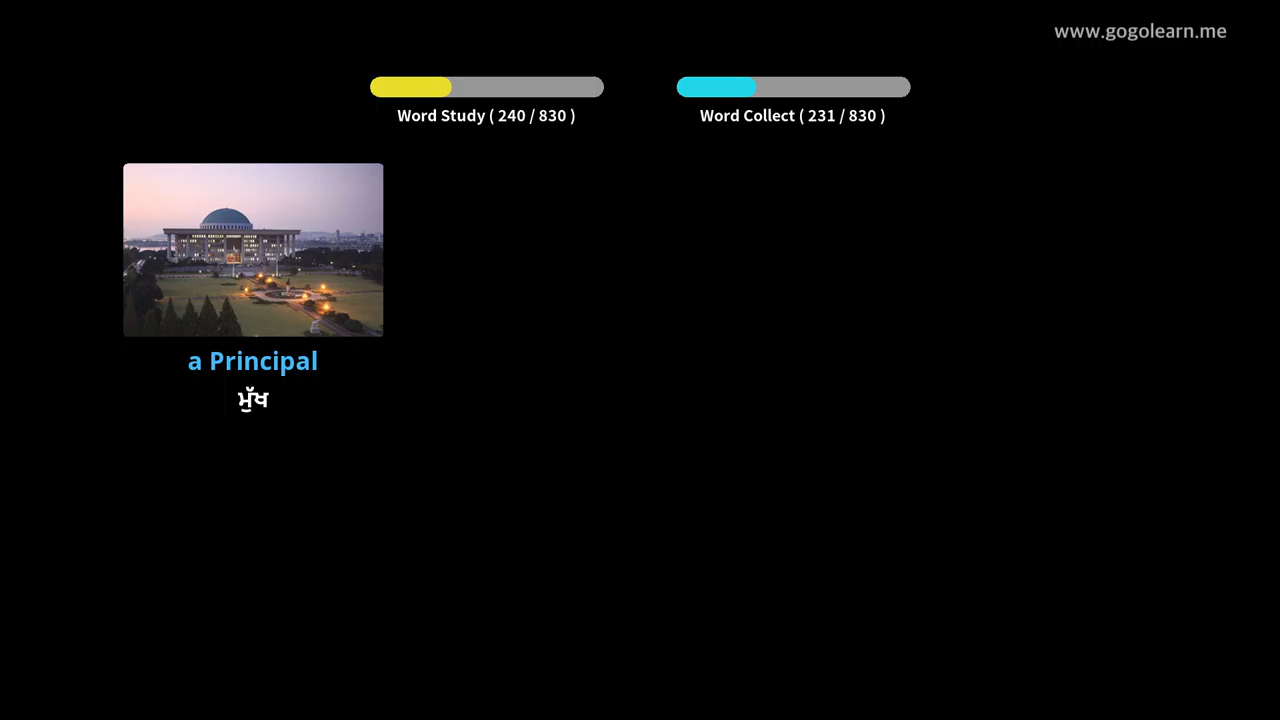 www.gogolearn.me
Word Study ( 240 / 830 )
Word Collect ( 231 / 830 )
a Principal
ਮੁੱਖ